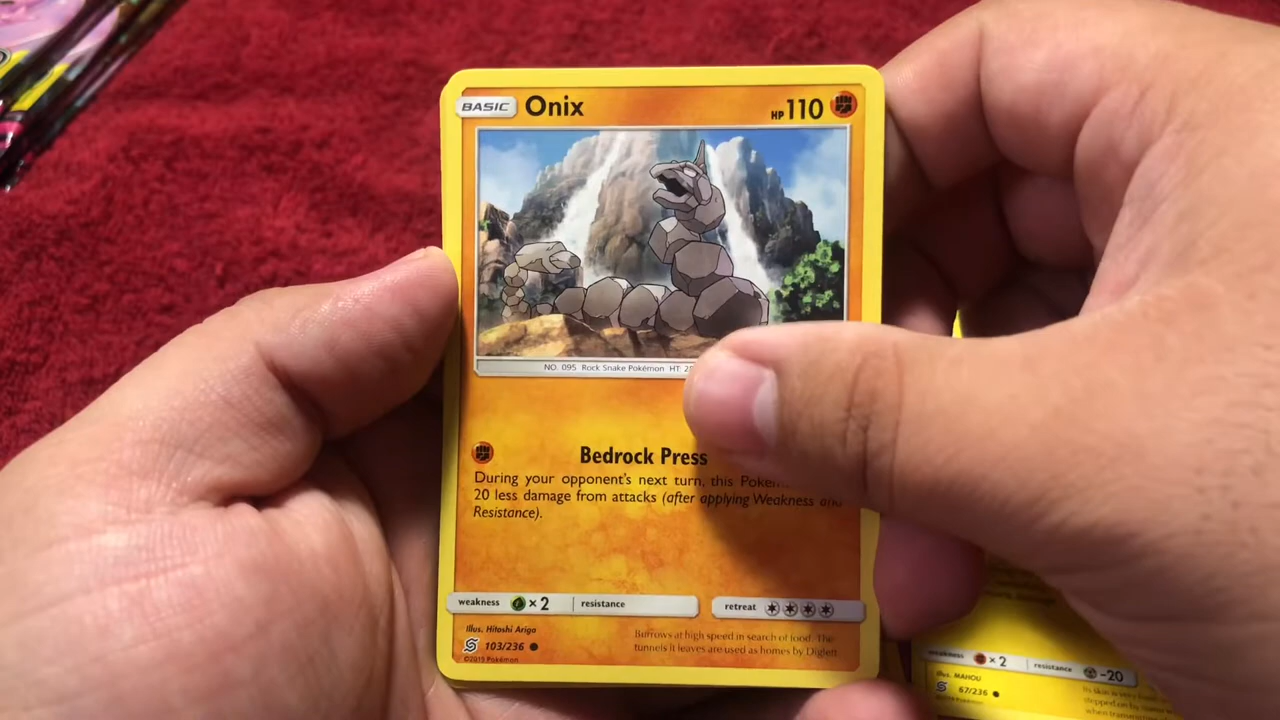 BASIC Onix HP 110
NO. 095 Rock Snake Pokémon HT:
Bedrock Press
During your opponent's next turn, this
20 less damage from attacks (after applying Weakness and
Resistance).
weakness ×2 resistance retreat
Illus. Hitoshi Ariga
103/236
Burrows at high speed in search of food. The
tunnels it leaves are used as homes by Diglett.
weakness ×2 resistance -20
Illus. MAHOU
67/236